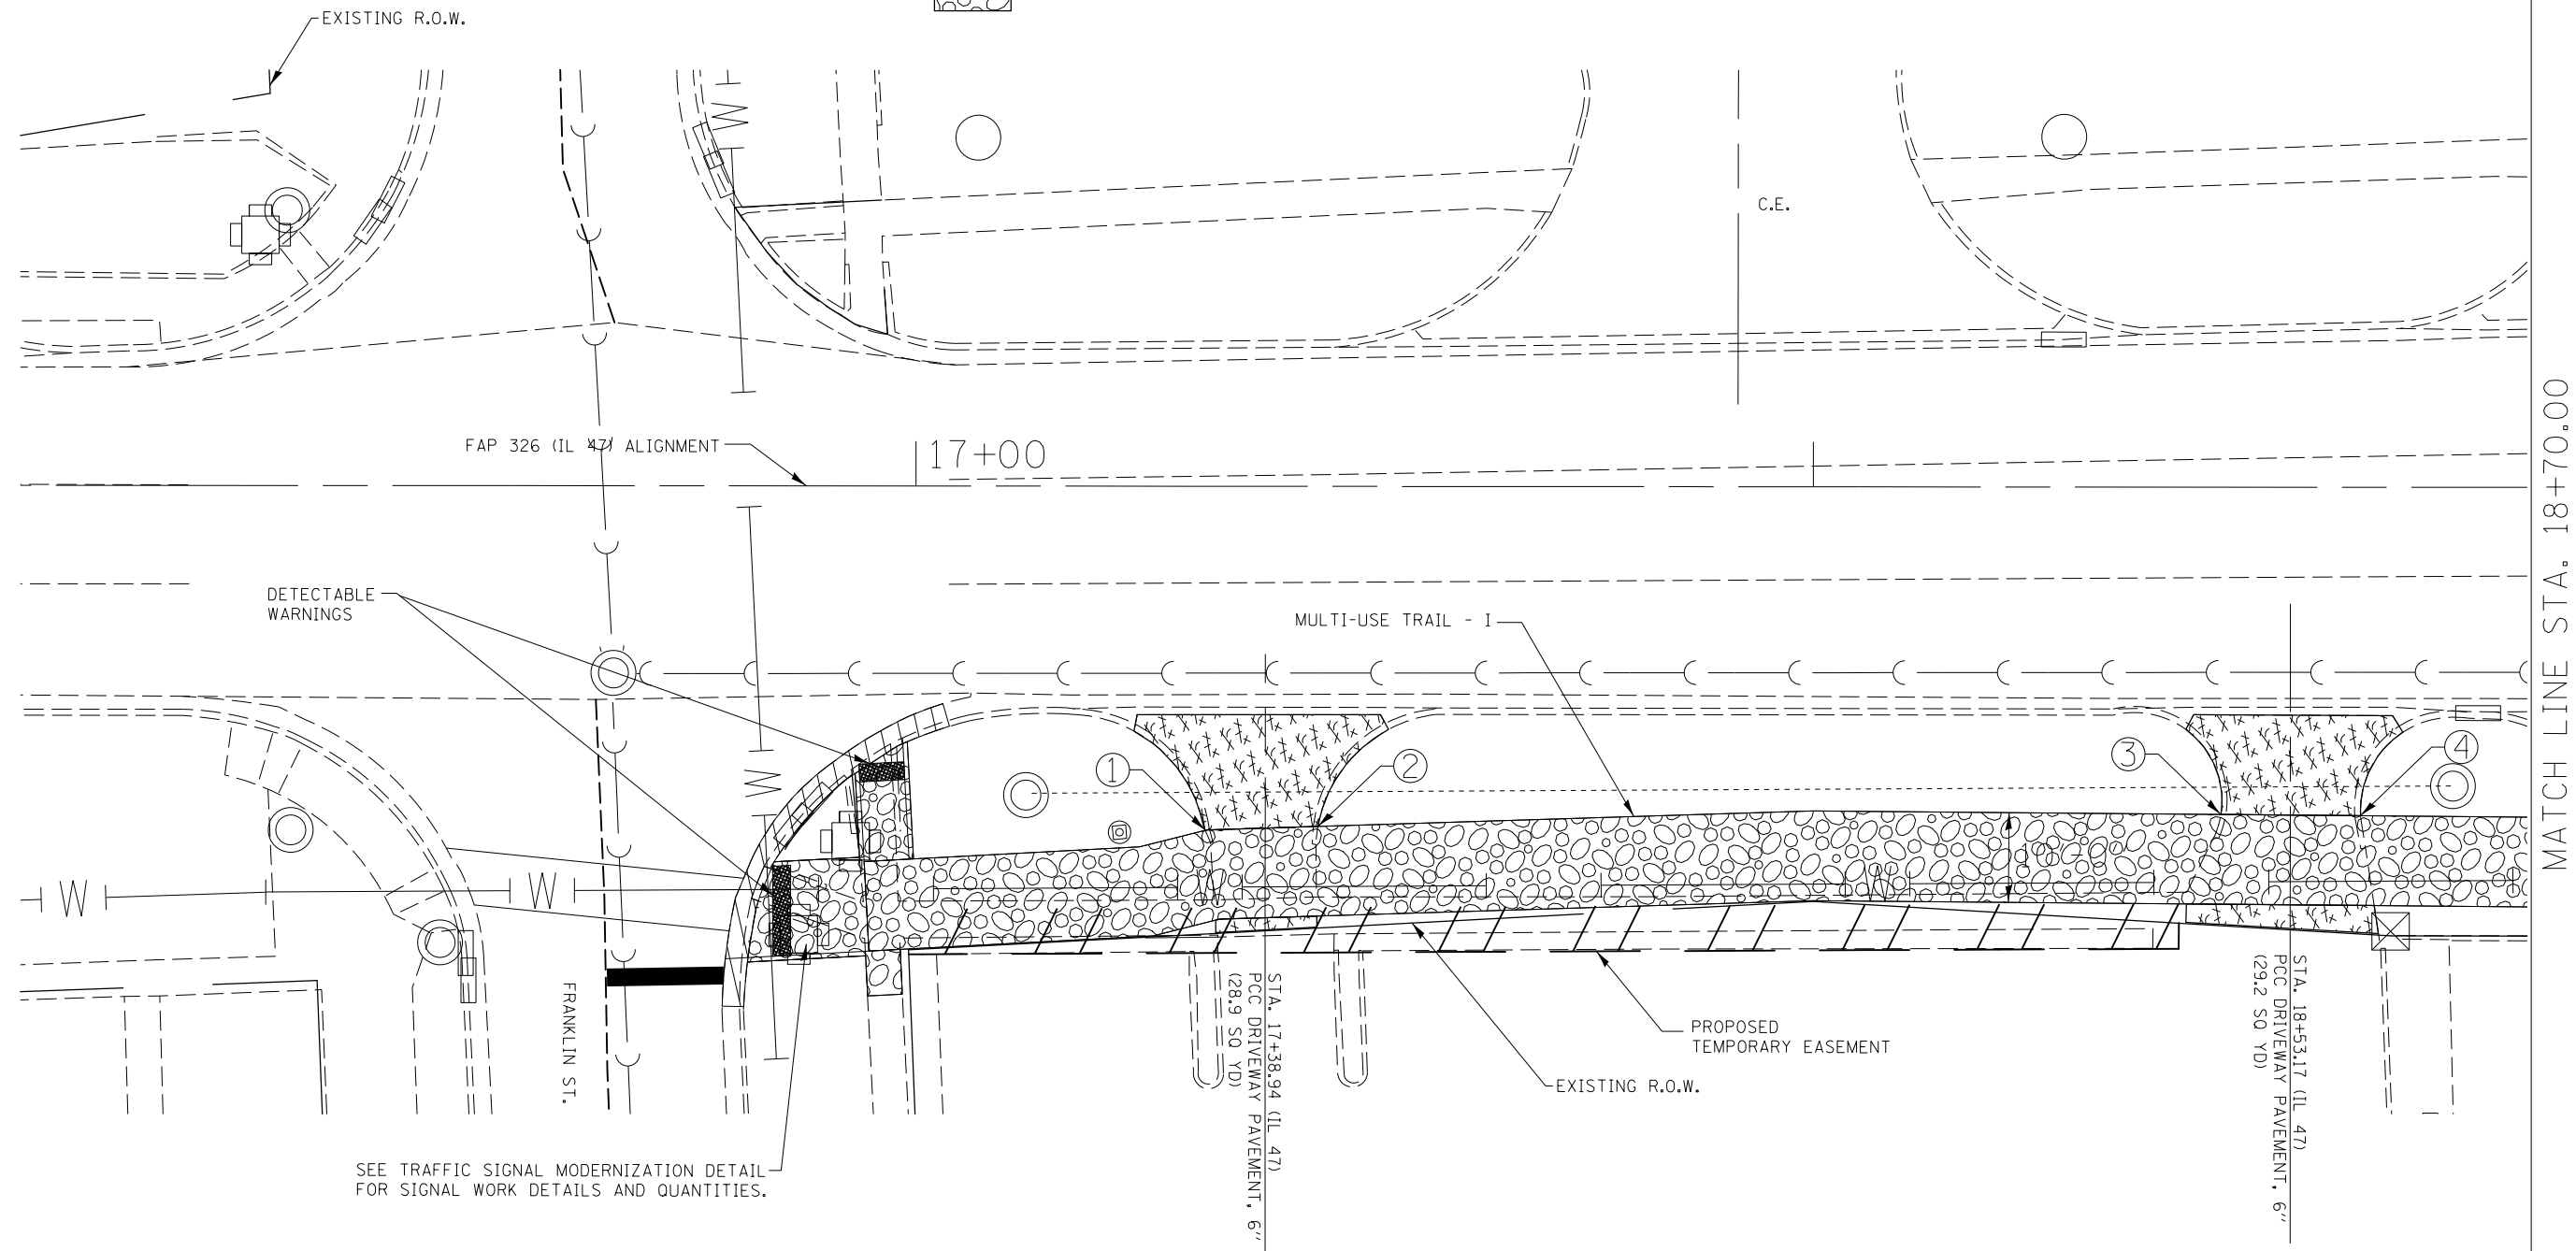 EXISTING R.O.W.
C.E.
FAP 326 (IL 47) ALIGNMENT
17+00
MATCH LINE STA. 18+70.00
DETECTABLE
WARNINGS
MULTI-USE TRAIL - I
W
1
2
3
4
W
W
W
W
W
10'-0"
FRANKLIN ST.
STA. 17+38.94 (IL 47)
PCC DRIVEWAY PAVEMENT, 6''
(28.9 SQ YD)
STA. 18+53.17 (IL 47)
PCC DRIVEWAY PAVEMENT, 6''
(29.2 SQ YD)
PROPOSED
TEMPORARY EASEMENT
EXISTING R.O.W.
SEE TRAFFIC SIGNAL MODERNIZATION DETAIL
FOR SIGNAL WORK DETAILS AND QUANTITIES.